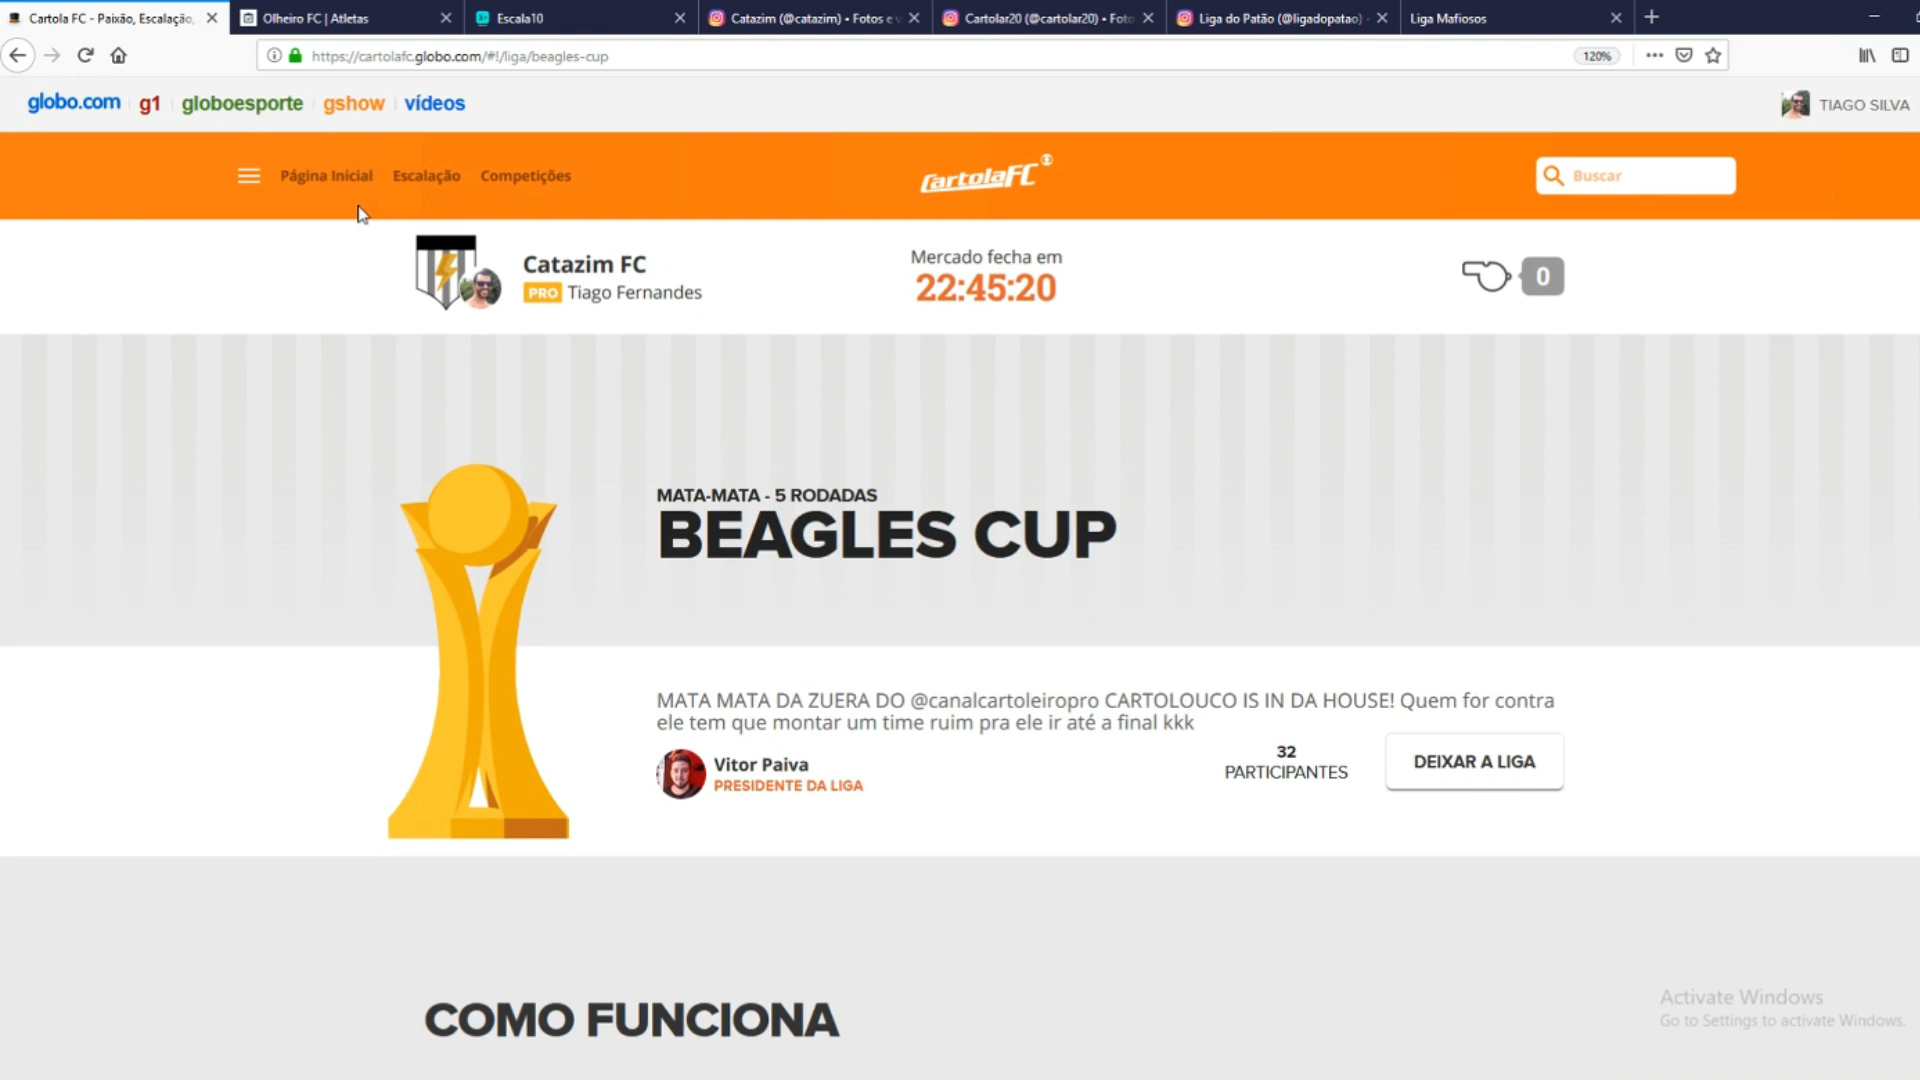 Cartola FC - Paixão, Escalação,
Olheiro FC | Atletas
Escala10
Catazim (@catazim) • Fotos e v
Cartolar20 (@cartolar20) • Foto
Liga do Patão (@ligadopatao) •
Liga Mafiosos
https://cartolafc.globo.com/#!/liga/beagles-cup
120%
globo.com
g1
globoesporte
gshow
vídeos
TIAGO SILVA
Página Inicial
Escalação
Competições
CartolaFC
Buscar
Catazim FC
PRO Tiago Fernandes
Mercado fecha em
22:45:20
0
MATA-MATA - 5 RODADAS
BEAGLES CUP
MATA MATA DA ZUERA DO @canalcartoleiropro CARTOLOUCO IS IN DA HOUSE! Quem for contra
ele tem que montar um time ruim pra ele ir até a final kkk
Vitor Paiva
PRESIDENTE DA LIGA
32
PARTICIPANTES
DEIXAR A LIGA
COMO FUNCIONA
Activate Windows
Go to Settings to activate Windows.